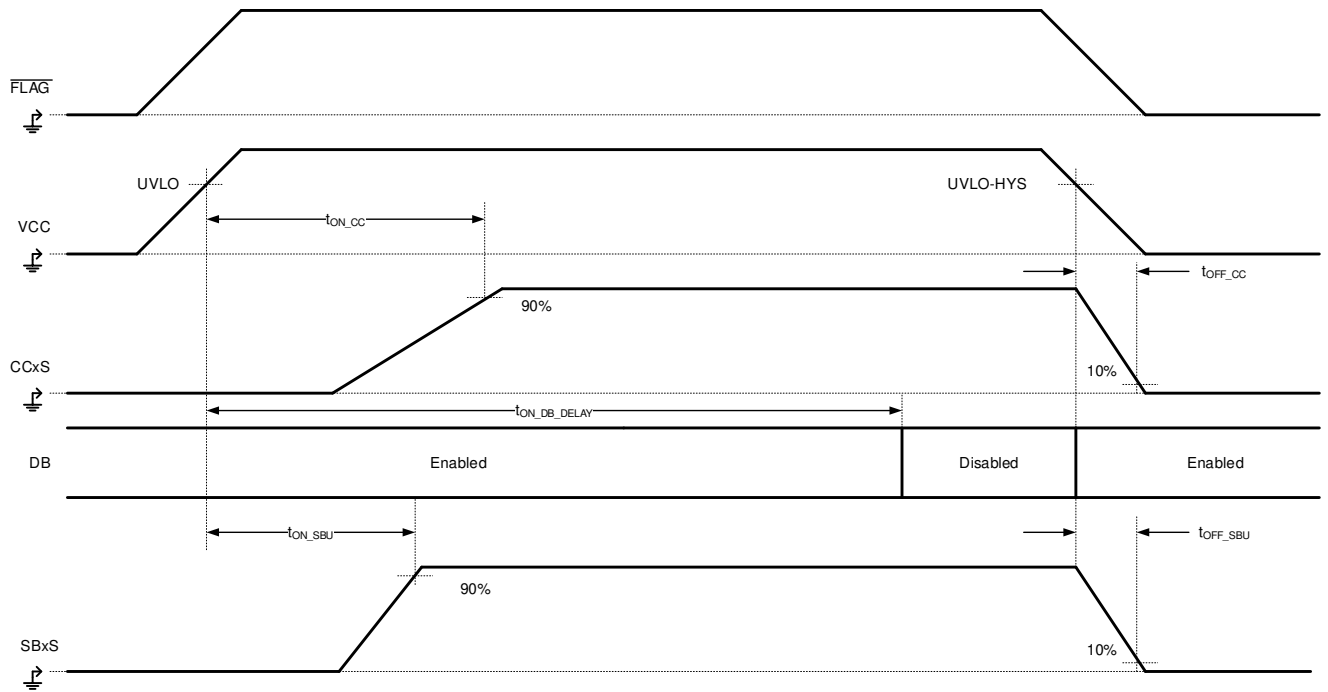 FLAG
UVLO
UVLO-HYS
tON_CC
VCC
tOFF_CC
90%
CCxS
10%
tON_DB_DELAY
DB
Enabled
Disabled
Enabled
tON_SBU
tOFF_SBU
90%
SBxS
10%